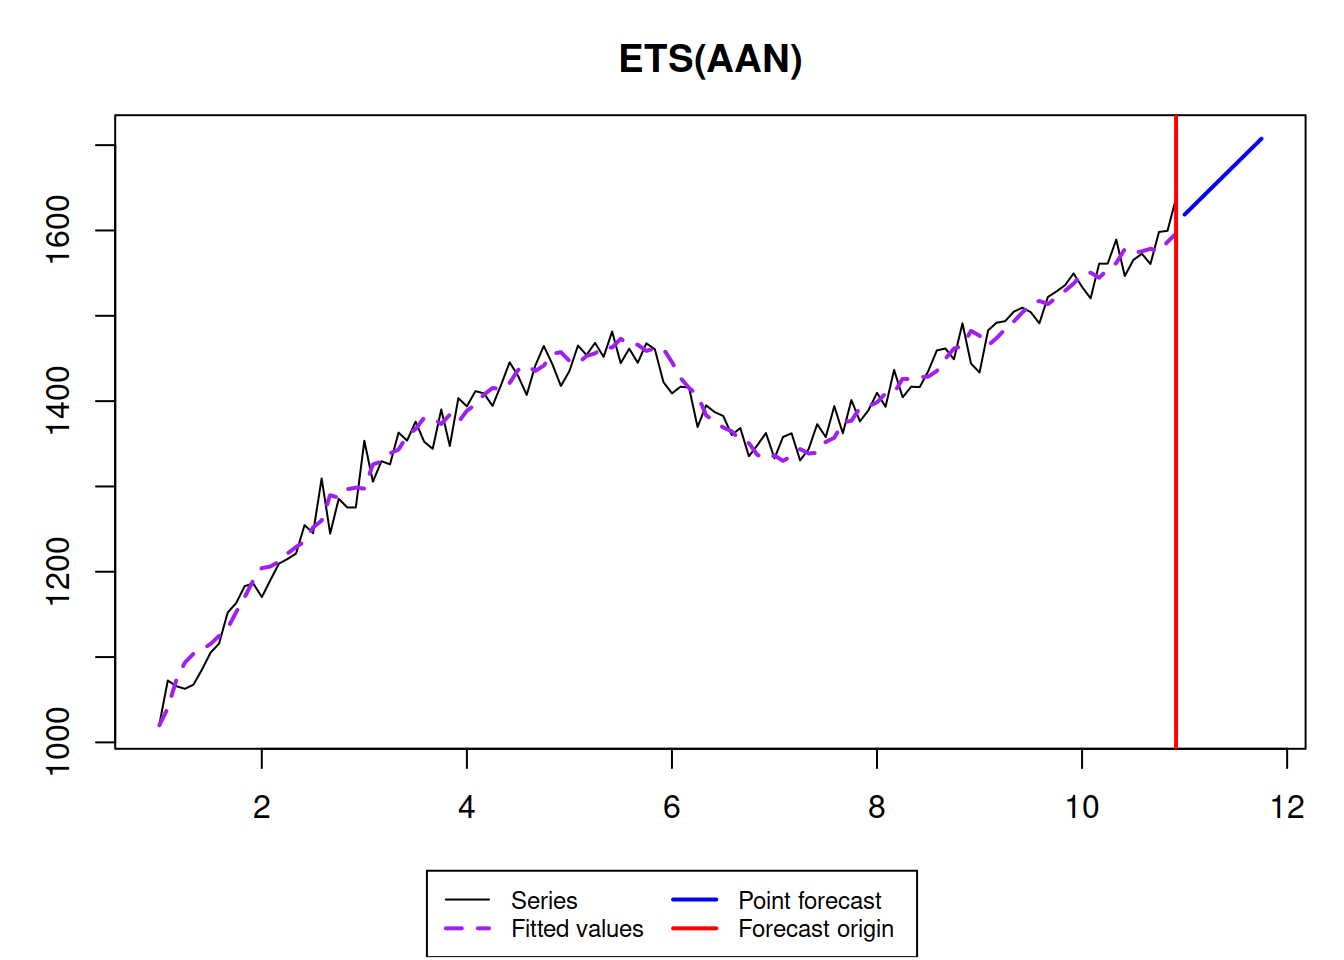 ETS(AAN)
1600
1400
1200
1000
2 4 6 8 10 12
Series Point forecast
Fitted values Forecast origin